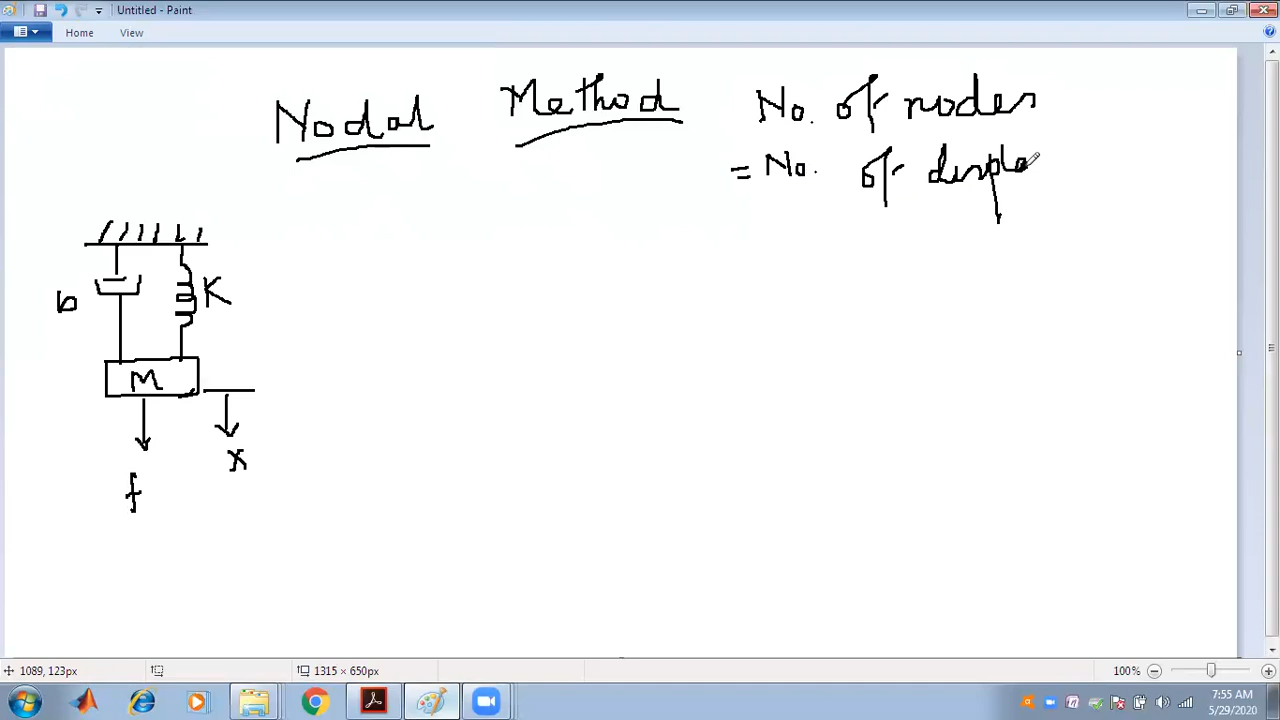 Untitled - Paint
Home View
Nodal Method No. of nodes
= No. of displa
b
K
M
x
f
1089, 123px
1315 × 650px
100%
7:55 AM
5/29/2020